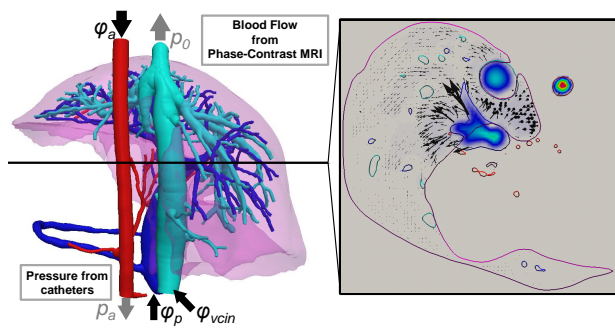 φa
p0
Blood Flow
from
Phase-Contrast MRI
Pressure from
catheters
pa
φp
φvcin